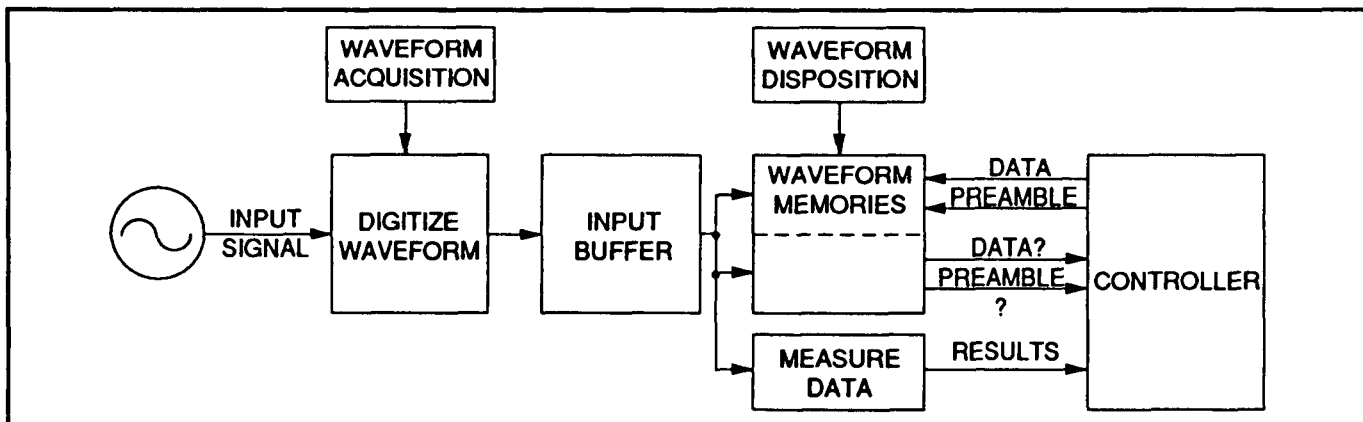 WAVEFORM
ACQUISITION
WAVEFORM
DISPOSITION
INPUT
SIGNAL
DIGITIZE
WAVEFORM
INPUT
BUFFER
WAVEFORM
MEMORIES
DATA
PREAMBLE
DATA?
PREAMBLE
?
CONTROLLER
MEASURE
DATA
RESULTS